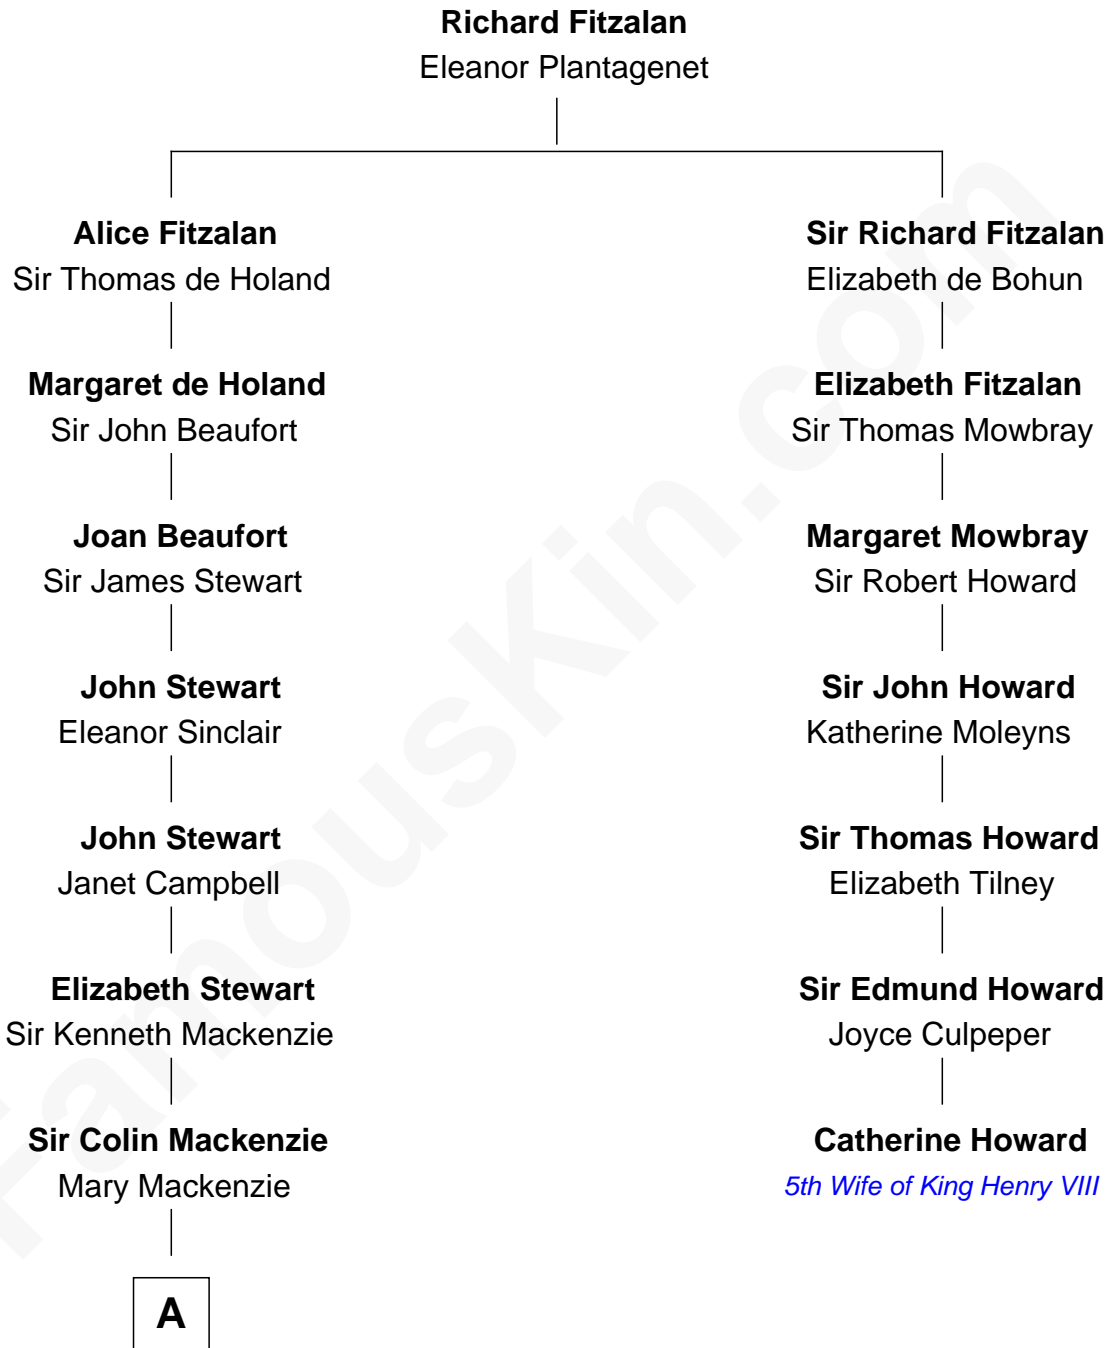 Richard Fitzalan
Eleanor Plantagenet
Alice Fitzalan
Sir Thomas de Holand
Margaret de Holand
Sir John Beaufort
Joan Beaufort
Sir James Stewart
John Stewart
Eleanor Sinclair
John Stewart
Janet Campbell
Elizabeth Stewart
Sir Kenneth Mackenzie
Sir Colin Mackenzie
Mary Mackenzie
A
Sir Richard Fitzalan
Elizabeth de Bohun
Elizabeth Fitzalan
Sir Thomas Mowbray
Margaret Mowbray
Sir Robert Howard
Sir John Howard
Katherine Moleyns
Sir Thomas Howard
Elizabeth Tilney
Sir Edmund Howard
Joyce Culpeper
Catherine Howard
5th Wife of King Henry VIII
FamousKin.com